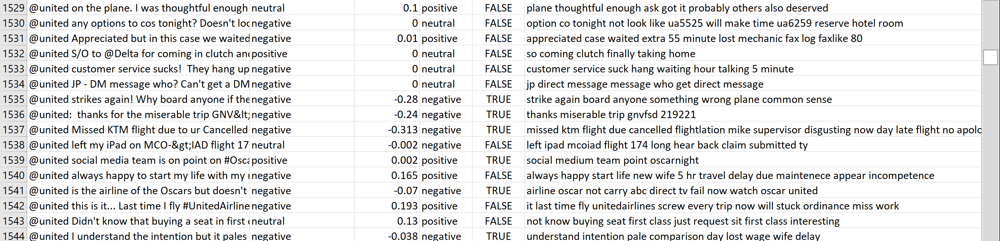 1529 @united on the plane. I was thoughtful enough neutral 0.1 positive FALSE plane thoughtful enough ask got it probably others also deserved
1530 @united any options to cos tonight? Doesn't loo negative 0 neutral FALSE option co tonight not look like ua5525 will make time ua6259 reserve hotel room
1531 @united Appreciated but in this case we waited negative 0.01 positive FALSE appreciated case waited extra 55 minute lost mechanic fax log faxlike 80
1532 @united S/O to @Delta for coming in clutch and positive 0 neutral FALSE so coming clutch finally taking home
1533 @united customer service sucks!  They hang up negative 0 neutral FALSE customer service suck hang waiting hour talking 5 minute
1534 @united JP - DM message who? Can't get a DM negative 0 neutral FALSE jp direct message message who get direct message
1535 @united strikes again! Why board anyone if the negative -0.28 negative TRUE strike again board anyone something wrong plane common sense
1536 @united:  thanks for the miserable trip GNV&lt; negative -0.24 negative TRUE thanks miserable trip gnvfsd 219221
1537 @united Missed KTM flight due to ur Cancelled negative -0.313 negative TRUE missed ktm flight due cancelled flightlation mike supervisor disgusting now day late flight no apolo
1538 @united left my iPad on MCO-&gt;IAD flight 17 neutral -0.002 negative FALSE left ipad mcoiad flight 174 long hear back claim submitted ty
1539 @united social media team is on point on #Osca positive 0.002 positive TRUE social medium team point oscarnight
1540 @united always happy to start my life with my negative 0.165 positive FALSE always happy start life new wife 5 hr travel delay due maintenece appear incompetence
1541 @united is the airline of the Oscars but doesn't negative -0.07 negative TRUE airline oscar not carry abc direct tv fail now watch oscar united
1542 @united this is it... Last time I fly #UnitedAirline negative 0.193 positive FALSE it last time fly unitedairlines screw every trip now will stuck ordinance miss work
1543 @united Didn't know that buying a seat in first neutral 0.13 positive FALSE not know buying seat first class just request sit first class interesting
1544 @united I understand the intention but it pales negative -0.038 negative TRUE understand intention pale comparison day lost wage wife delay